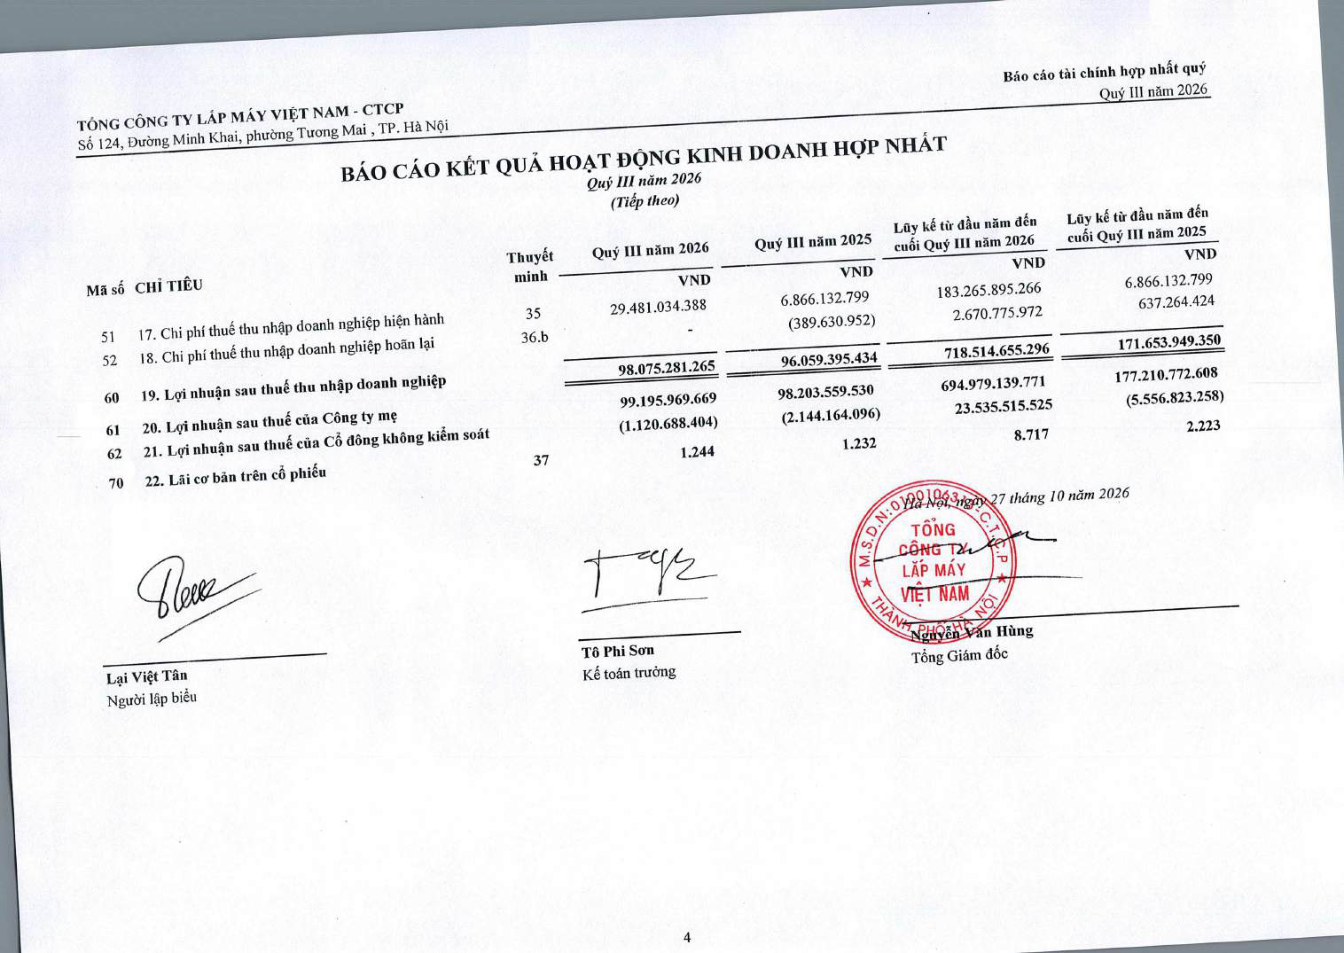 Báo cáo tài chính hợp nhất quý
Quý III năm 2026
TỔNG CÔNG TY LẮP MÁY VIỆT NAM - CTCP
Số 124, Đường Minh Khai, phường Tương Mai , TP. Hà Nội
BÁO CÁO KẾT QUẢ HOẠT ĐỘNG KINH DOANH HỢP NHẤT
Quý III năm 2026
(Tiếp theo)
Mã số CHỈ TIÊU Thuyết minh Quý III năm 2026 Quý III năm 2025 Lũy kế từ đầu năm đến cuối Quý III năm 2026 Lũy kế từ đầu năm đến cuối Quý III năm 2025
VND VND VND VND
51 17. Chi phí thuế thu nhập doanh nghiệp hiện hành 35 29.481.034.388 6.866.132.799 183.265.895.266 6.866.132.799
52 18. Chi phí thuế thu nhập doanh nghiệp hoãn lại 36.b - (389.630.952) 2.670.775.972 637.264.424
60 19. Lợi nhuận sau thuế thu nhập doanh nghiệp 98.075.281.265 96.059.395.434 718.514.655.296 171.653.949.350
61 20. Lợi nhuận sau thuế của Công ty mẹ 99.195.969.669 98.203.559.530 694.979.139.771 177.210.772.608
62 21. Lợi nhuận sau thuế của Cổ đông không kiểm soát (1.120.688.404) (2.144.164.096) 23.535.515.525 (5.556.823.258)
70 22. Lãi cơ bản trên cổ phiếu 37 1.244 1.232 8.717 2.223
Hà Nội, ngày 27 tháng 10 năm 2026
TỔNG
CÔNG TY
LẮP MÁY
VIỆT NAM
THÀNH PHỐ HÀ NỘI
Lại Việt Tân
Người lập biểu
Tô Phi Sơn
Kế toán trưởng
Nguyễn Văn Hùng
Tổng Giám đốc
4